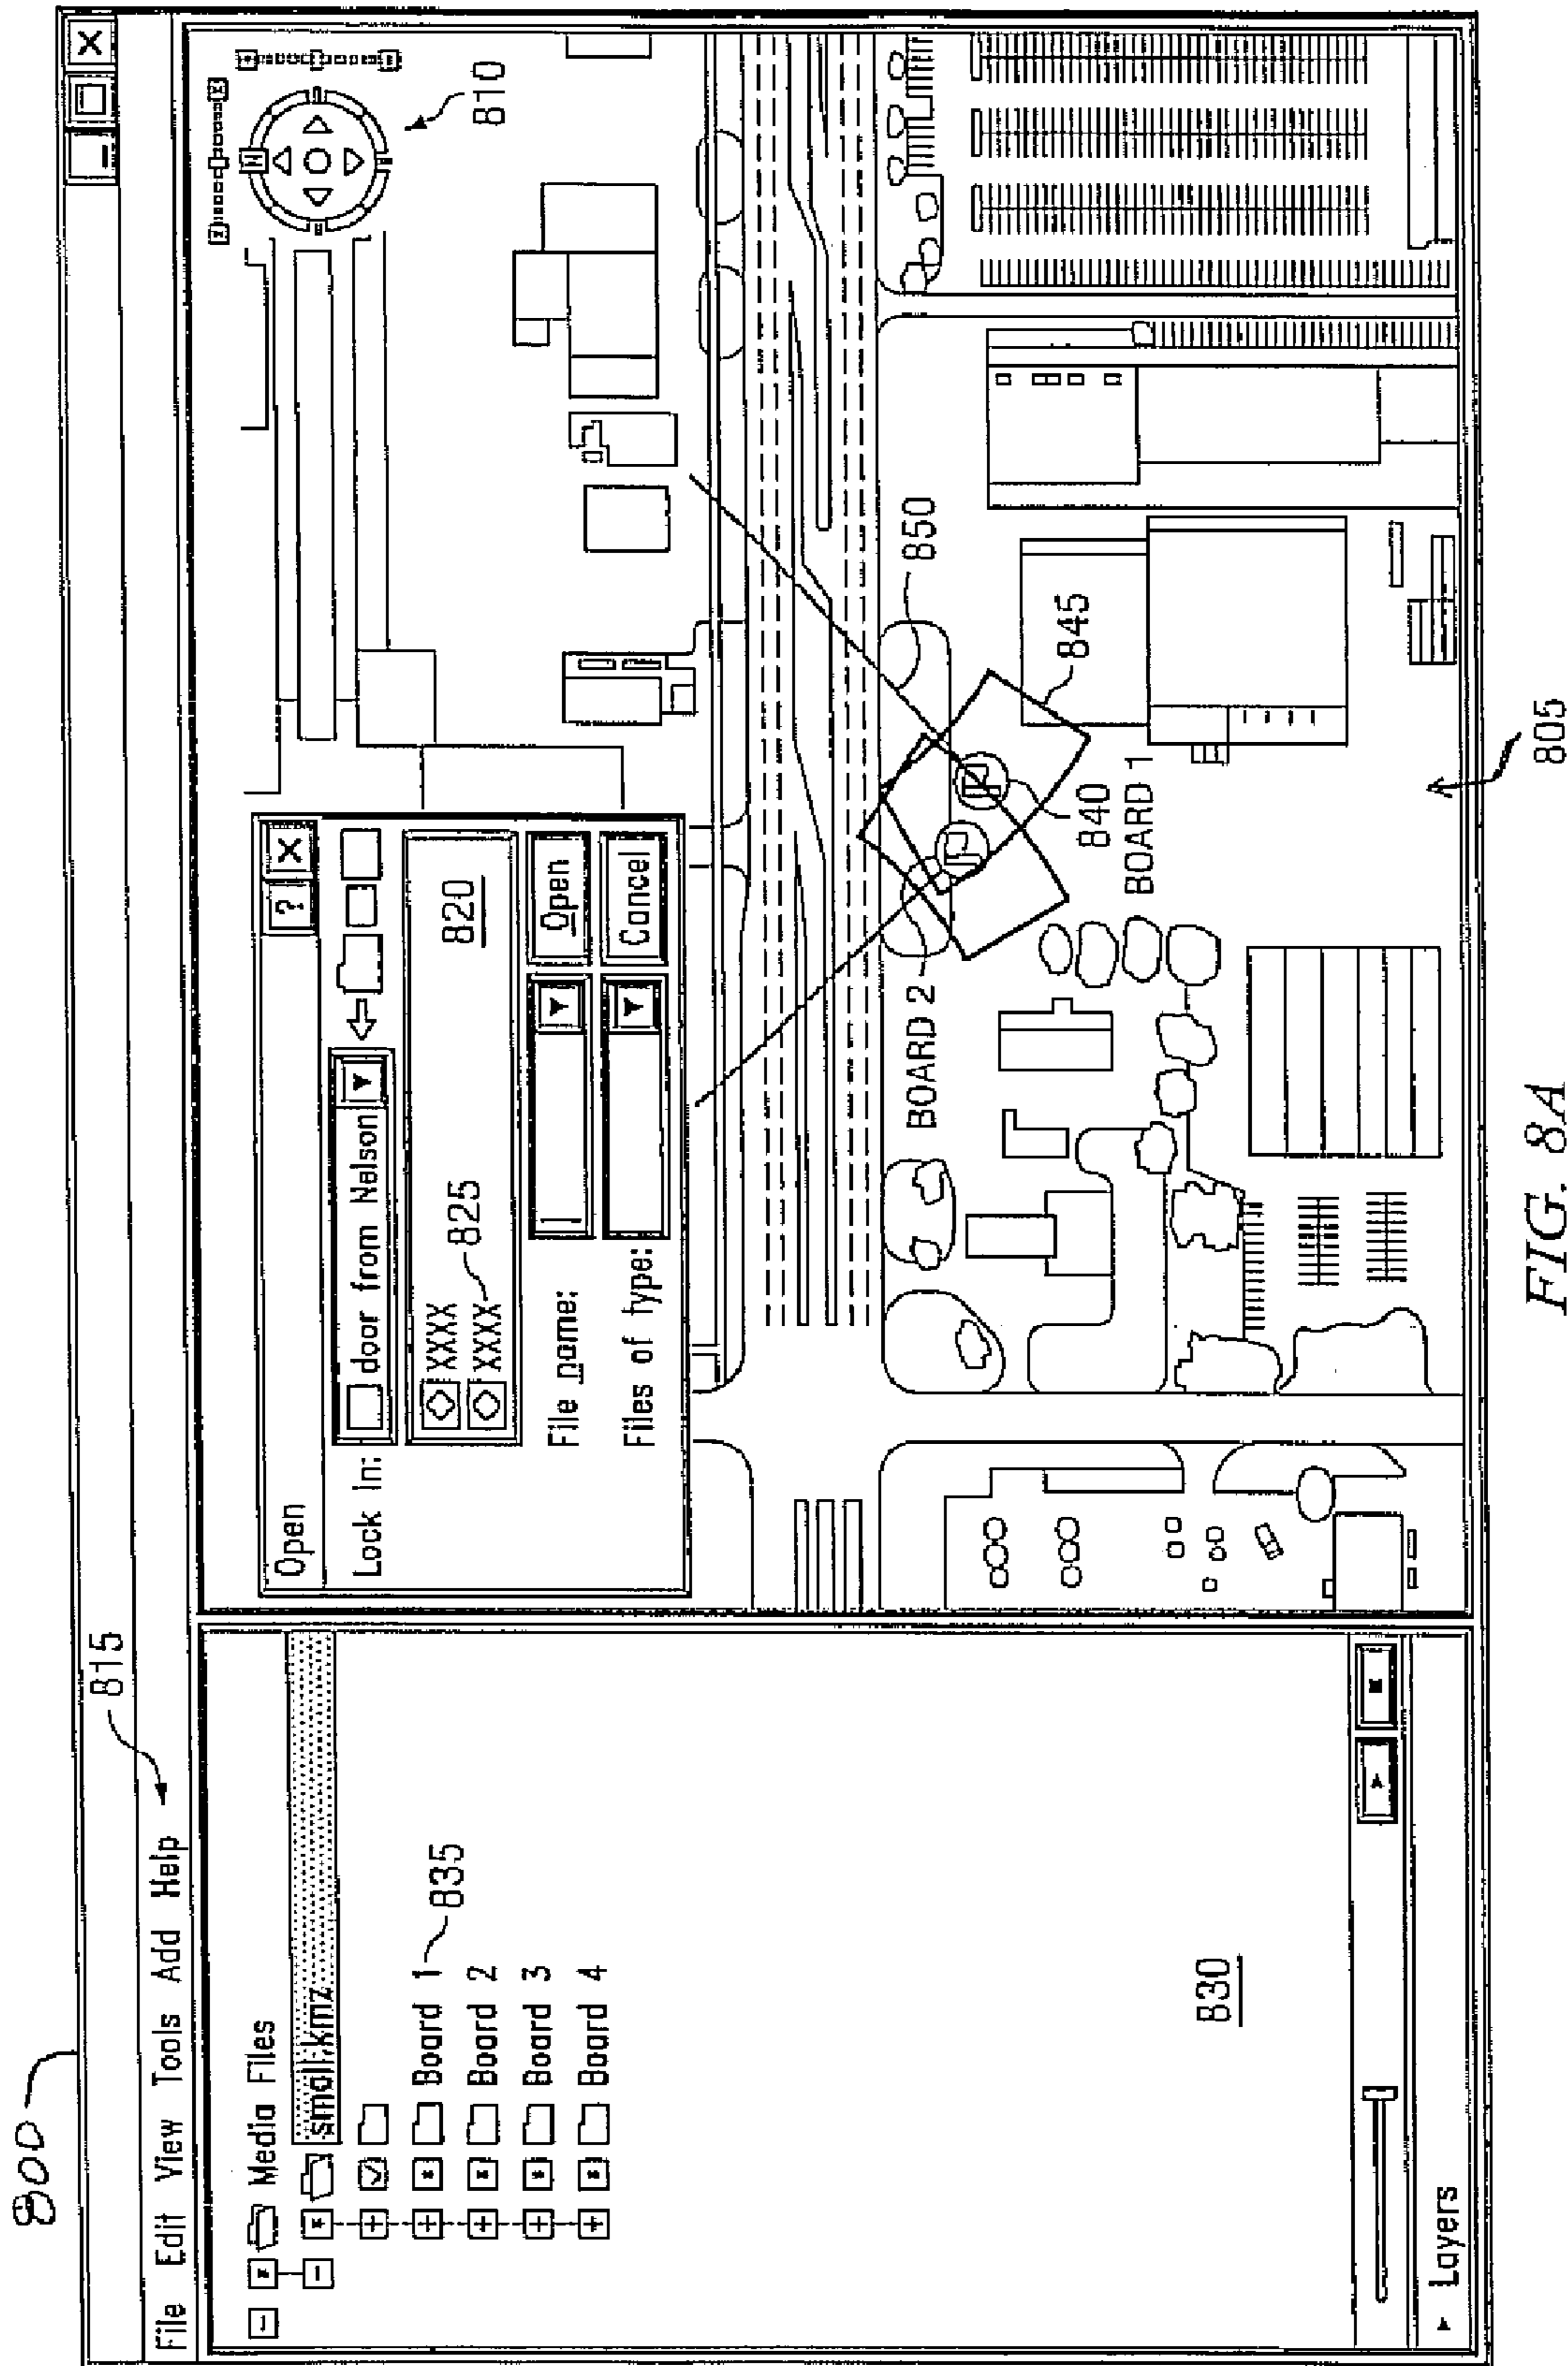 800
815
File Edit View Tools Add Help
Media Files
small.kmz
Board 1
835
Board 2
Board 3
Board 4
830
Layers
Open
?
X
Lock In:
door from Nelson
XXXX
XXXX
825
820
File name:
Open
Files of type:
Cancel
N
810
BOARD 2
850
845
840
BOARD 1
805
FIG. 8A